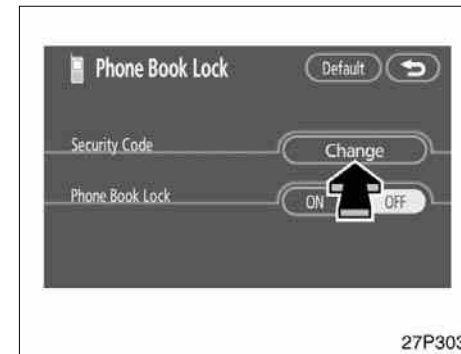 Phone Book Lock
Default
Security Code
Change
Phone Book Lock
ON
OFF
27P303